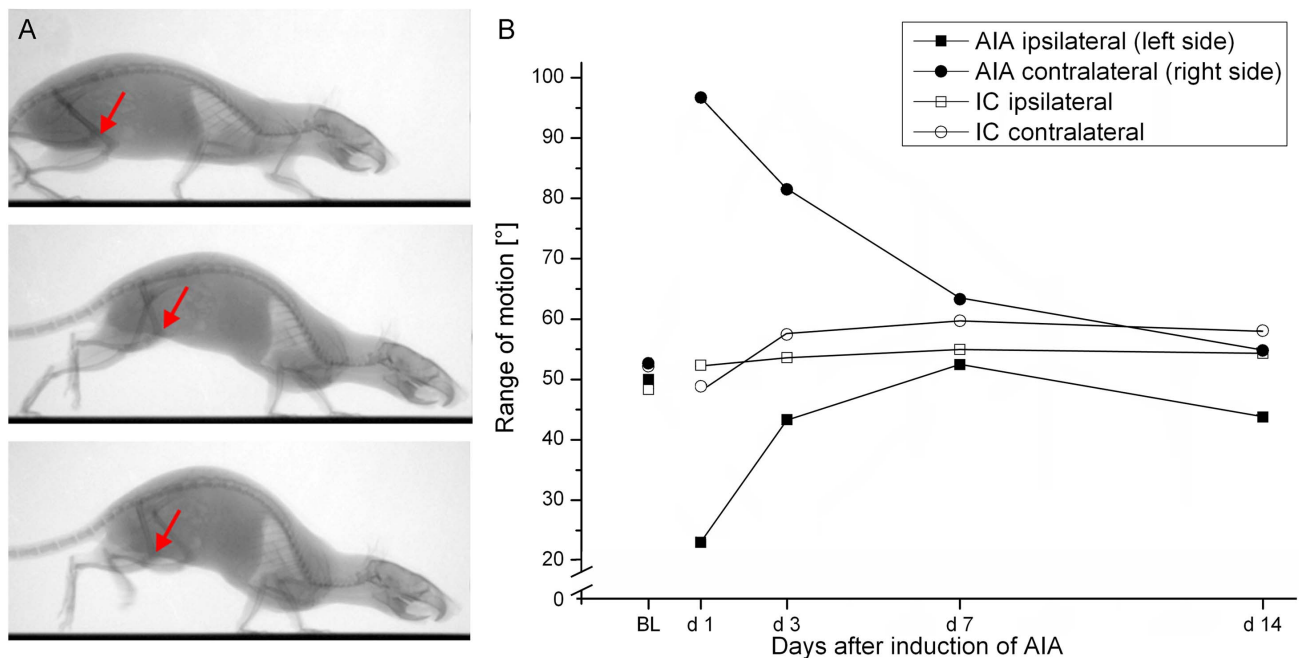 A
B
AIA ipsilateral (left side)
AIA contralateral (right side)
IC ipsilateral
IC contralateral
Range of motion [°]
100
90
80
70
60
50
40
30
20
0
BL d 1 d 3 d 7 d 14
Days after induction of AIA